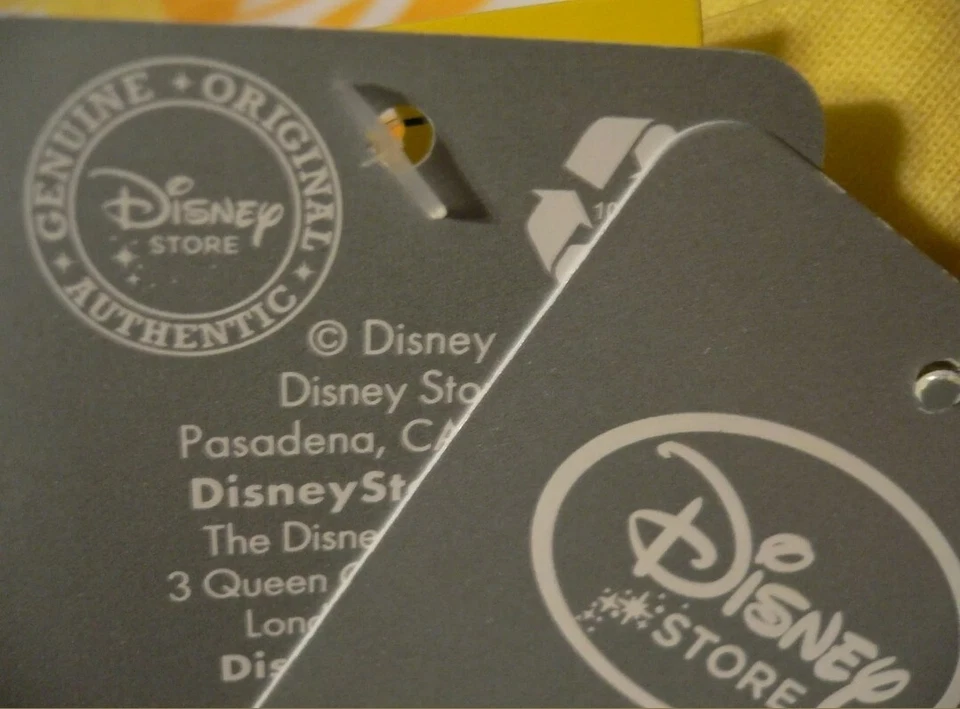 GENUINE ORIGINAL AUTHENTIC
Disney
STORE
10
© Disney
Disney Sto
Pasadena, CA
DisneySt
The Disne
3 Queen
Lon
Dis
Disney
STORE